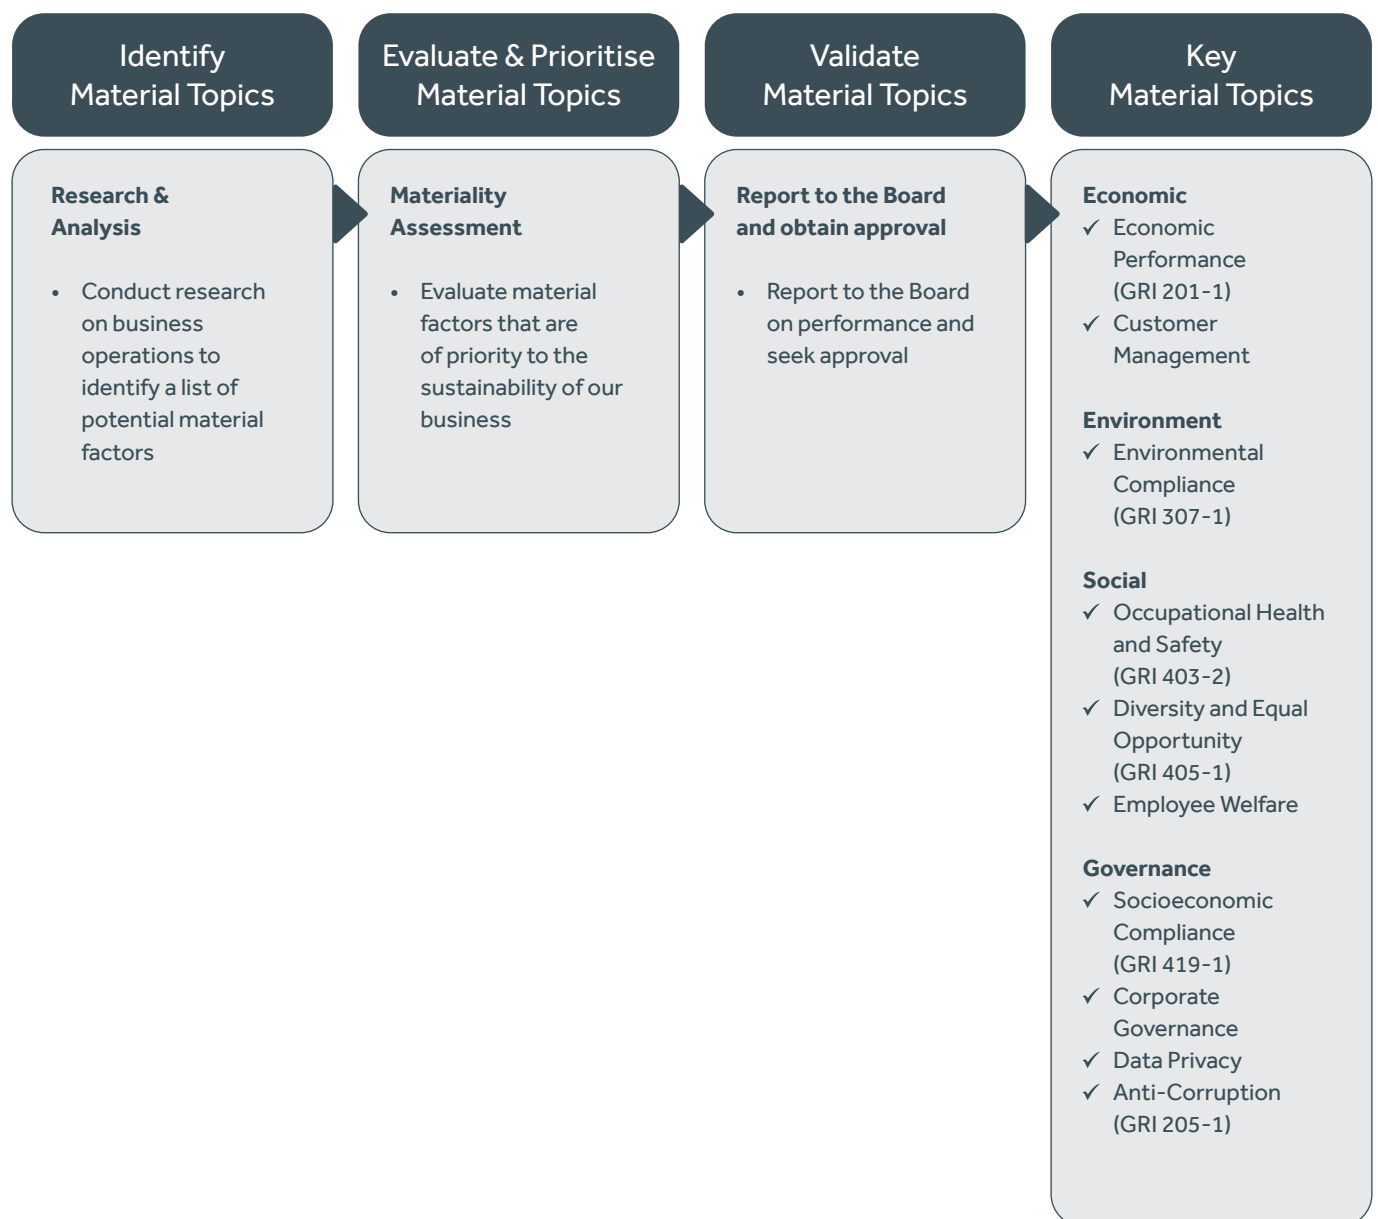 Identify
Material Topics
Evaluate & Prioritise
Material Topics
Validate
Material Topics
Key
Material Topics
Research &
Analysis
• Conduct research
on business
operations to
identify a list of
potential material
factors
Materiality
Assessment
• Evaluate material
factors that are
of priority to the
sustainability of our
business
Report to the Board
and obtain approval
• Report to the Board
on performance and
seek approval
Economic
✓ Economic
Performance
(GRI 201-1)
✓ Customer
Management
Environment
✓ Environmental
Compliance
(GRI 307-1)
Social
✓ Occupational Health
and Safety
(GRI 403-2)
✓ Diversity and Equal
Opportunity
(GRI 405-1)
✓ Employee Welfare
Governance
✓ Socioeconomic
Compliance
(GRI 419-1)
✓ Corporate
Governance
✓ Data Privacy
✓ Anti-Corruption
(GRI 205-1)